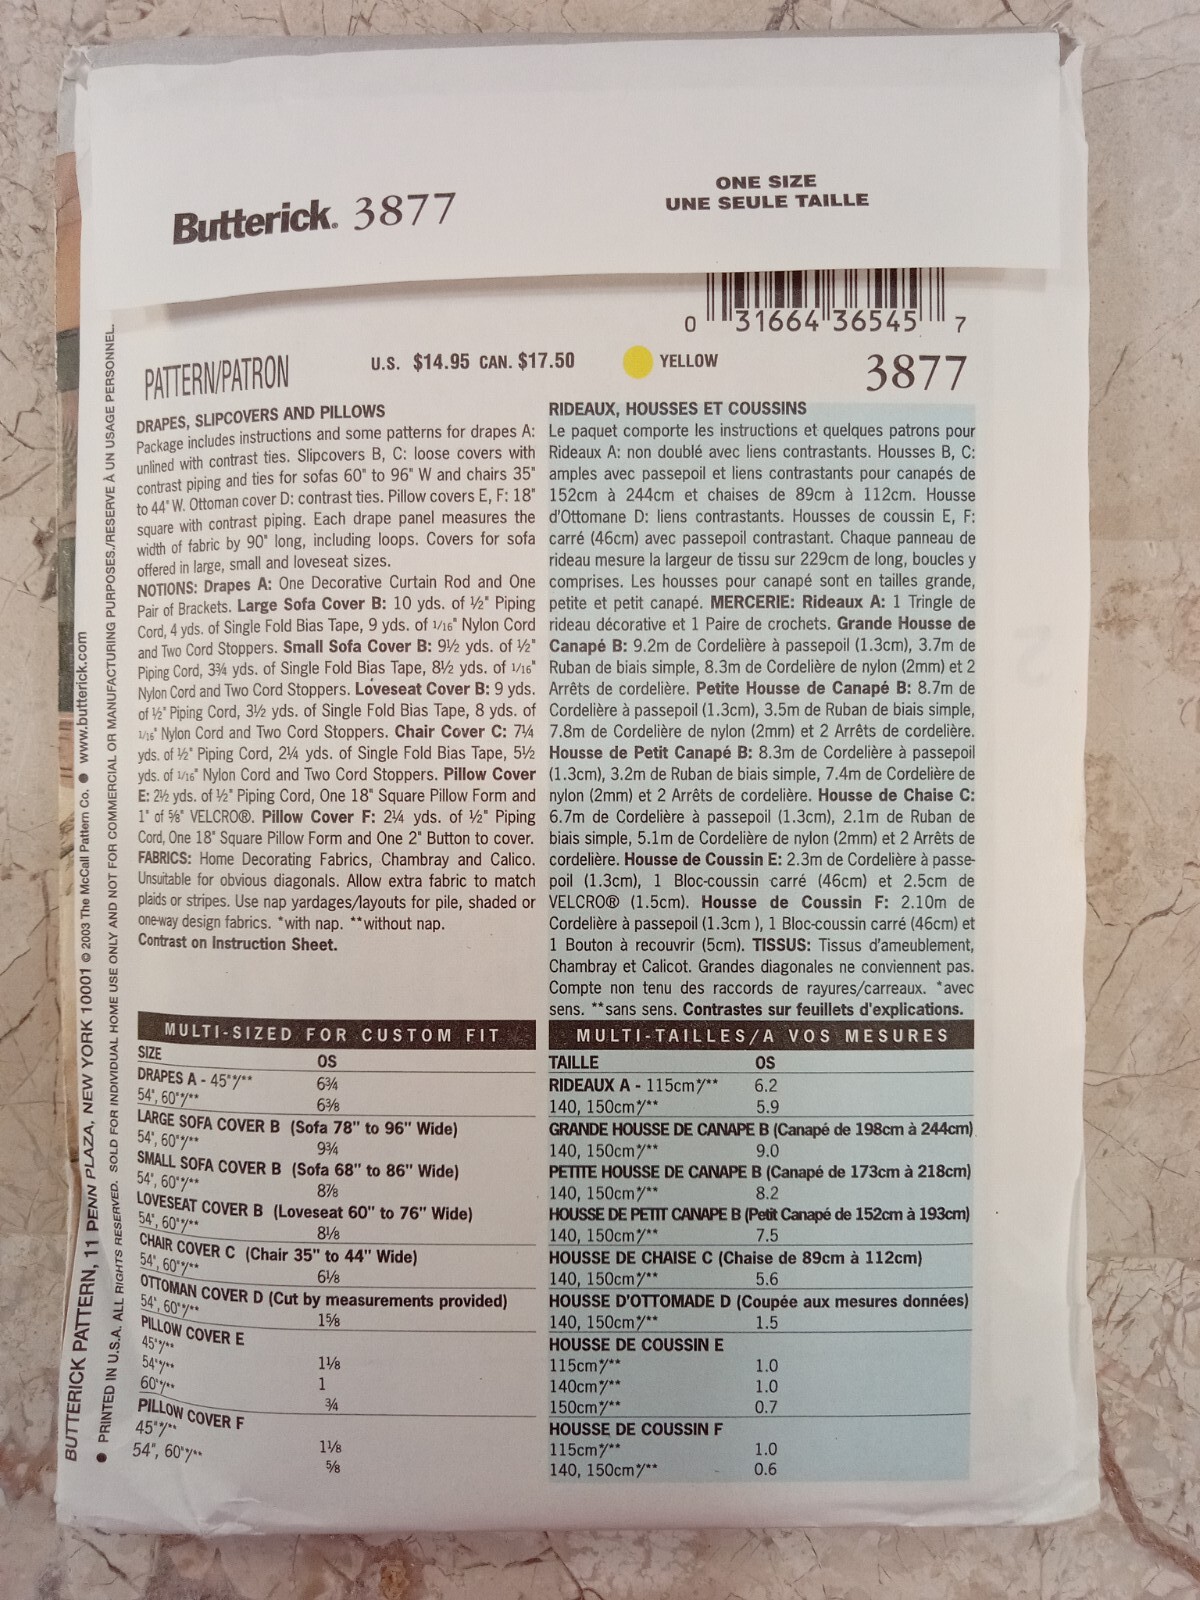 Butterick® 3877
ONE SIZE
UNE SEULE TAILLE
0 31664 36545 7
PATTERN/PATRON
U.S. $14.95 CAN. $17.50
YELLOW
3877
DRAPES, SLIPCOVERS AND PILLOWS
Package includes instructions and some patterns for drapes A:
unlined with contrast ties. Slipcovers B, C: loose covers with
contrast piping and ties for sofas 60" to 96" W and chairs 35"
to 44" W. Ottoman cover D: contrast ties. Pillow covers E, F: 18"
square with contrast piping. Each drape panel measures the
width of fabric by 90" long, including loops. Covers for sofa
offered in large, small and loveseat sizes.
NOTIONS: Drapes A: One Decorative Curtain Rod and One
Pair of Brackets. Large Sofa Cover B: 10 yds. of ½" Piping
Cord, 4 yds. of Single Fold Bias Tape, 9 yds. of 1/16" Nylon Cord
and Two Cord Stoppers. Small Sofa Cover B: 9½ yds. of ½"
Piping Cord, 3¾ yds. of Single Fold Bias Tape, 8½ yds. of 1/16"
Nylon Cord and Two Cord Stoppers. Loveseat Cover B: 9 yds.
of ½" Piping Cord, 3½ yds. of Single Fold Bias Tape, 8 yds. of
1/16" Nylon Cord and Two Cord Stoppers. Chair Cover C: 7¼
yds. of ½" Piping Cord, 2¼ yds. of Single Fold Bias Tape, 5½
yds. of 1/16" Nylon Cord and Two Cord Stoppers. Pillow Cover
E: 2½ yds. of ½" Piping Cord, One 18" Square Pillow Form and
1" of ⅝" VELCRO®. Pillow Cover F: 2¼ yds. of ½" Piping
Cord, One 18" Square Pillow Form and One 2" Button to cover.
FABRICS: Home Decorating Fabrics, Chambray and Calico.
Unsuitable for obvious diagonals. Allow extra fabric to match
plaids or stripes. Use nap yardages/layouts for pile, shaded or
one-way design fabrics. *with nap. **without nap.
Contrast on Instruction Sheet.
RIDEAUX, HOUSSES ET COUSSINS
Le paquet comporte les instructions et quelques patrons pour
Rideaux A: non doublé avec liens contrastants. Housses B, C:
amples avec passepoil et liens contrastants pour canapés de
152cm à 244cm et chaises de 89cm à 112cm. Housse
d'Ottomane D: liens contrastants. Housses de coussin E, F:
carré (46cm) avec passepoil contrastant. Chaque panneau de
rideau mesure la largeur de tissu sur 229cm de long, boucles y
comprises. Les housses pour canapé sont en tailles grande,
petite et petit canapé. MERCERIE: Rideaux A: 1 Tringle de
rideau décorative et 1 Paire de crochets. Grande Housse de
Canapé B: 9.2m de Cordelière à passepoil (1.3cm), 3.7m de
Ruban de biais simple, 8.3m de Cordelière de nylon (2mm) et 2
Arrêts de cordelière. Petite Housse de Canapé B: 8.7m de
Cordelière à passepoil (1.3cm), 3.5m de Ruban de biais simple,
7.8m de Cordelière de nylon (2mm) et 2 Arrêts de cordelière.
Housse de Petit Canapé B: 8.3m de Cordelière à passepoil
(1.3cm), 3.2m de Ruban de biais simple, 7.4m de Cordelière de
nylon (2mm) et 2 Arrêts de cordelière. Housse de Chaise C:
6.7m de Cordelière à passepoil (1.3cm), 2.1m de Ruban de
biais simple, 5.1m de Cordelière de nylon (2mm) et 2 Arrêts de
cordelière. Housse de Coussin E: 2.3m de Cordelière à passe-
poil (1.3cm), 1 Bloc-coussin carré (46cm) et 2.5cm de
VELCRO® (1.5cm). Housse de Coussin F: 2.10m de
Cordelière à passepoil (1.3cm ), 1 Bloc-coussin carré (46cm) et
1 Bouton à recouvrir (5cm). TISSUS: Tissus d'ameublement,
Chambray et Calicot. Grandes diagonales ne conviennent pas.
Compte non tenu des raccords de rayures/carreaux. *avec
sens. **sans sens. Contrastes sur feuillets d'explications.
MULTI-SIZED FOR CUSTOM FIT
SIZE OS
DRAPES A - 45"*/** 6¾
54", 60"*/** 6⅜
LARGE SOFA COVER B (Sofa 78" to 96" Wide)
54", 60"*/** 9¾
SMALL SOFA COVER B (Sofa 68" to 86" Wide)
54", 60"*/** 8⅞
LOVESEAT COVER B (Loveseat 60" to 76" Wide)
54", 60"*/** 8⅛
CHAIR COVER C (Chair 35" to 44" Wide)
54", 60"*/** 6⅛
OTTOMAN COVER D (Cut by measurements provided)
54", 60"*/** 1⅝
PILLOW COVER E
45"*/** 1⅛
54"*/** 1
60"*/** ¾
PILLOW COVER F
45"*/** 1⅛
54", 60"*/** ⅝
MULTI-TAILLES/A VOS MESURES
TAILLE OS
RIDEAUX A - 115cm*/** 6.2
140, 150cm*/** 5.9
GRANDE HOUSSE DE CANAPE B (Canapé de 198cm à 244cm)
140, 150cm*/** 9.0
PETITE HOUSSE DE CANAPE B (Canapé de 173cm à 218cm)
140, 150cm*/** 8.2
HOUSSE DE PETIT CANAPE B (Petit Canapé de 152cm à 193cm)
140, 150cm*/** 7.5
HOUSSE DE CHAISE C (Chaise de 89cm à 112cm)
140, 150cm*/** 5.6
HOUSSE D'OTTOMADE D (Coupée aux mesures données)
140, 150cm*/** 1.5
HOUSSE DE COUSSIN E
115cm*/** 1.0
140cm*/** 1.0
150cm*/** 0.7
HOUSSE DE COUSSIN F
115cm*/** 1.0
140, 150cm*/** 0.6
BUTTERICK PATTERN, 11 PENN PLAZA, NEW YORK 10001 © 2003 The McCall Pattern Co. ● www.butterick.com
● PRINTED IN U.S.A. ALL RIGHTS RESERVED. SOLD FOR INDIVIDUAL HOME USE ONLY AND NOT FOR COMMERCIAL OR MANUFACTURING PURPOSES./RESERVE À UN USAGE PERSONNEL.